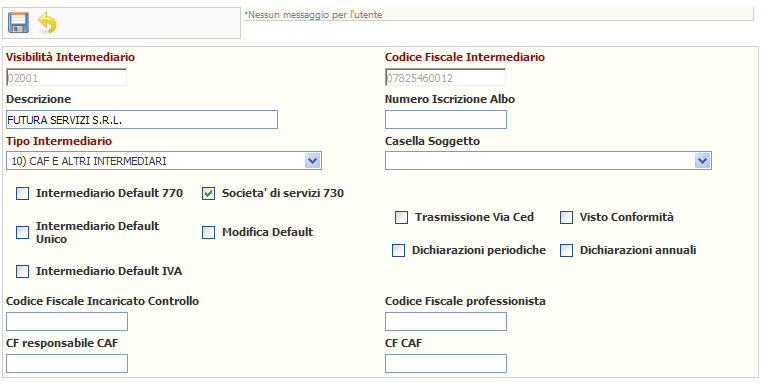 Nessun messaggio per l'utente
Visibilità Intermediario
Codice Fiscale Intermediario
02001
07825460012
Descrizione
Numero Iscrizione Albo
FUTURA SERVIZI S.R.L.
Tipo Intermediario
Casella Soggetto
10) CAF E ALTRI INTERMEDIARI
Intermediario Default 770
Societa' di servizi 730
Trasmissione Via Ced
Visto Conformità
Intermediario Default
Unico
Modifica Default
Dichiarazioni periodiche
Dichiarazioni annuali
Intermediario Default IVA
Codice Fiscale Incaricato Controllo
Codice Fiscale professionista
CF responsabile CAF
CF CAF